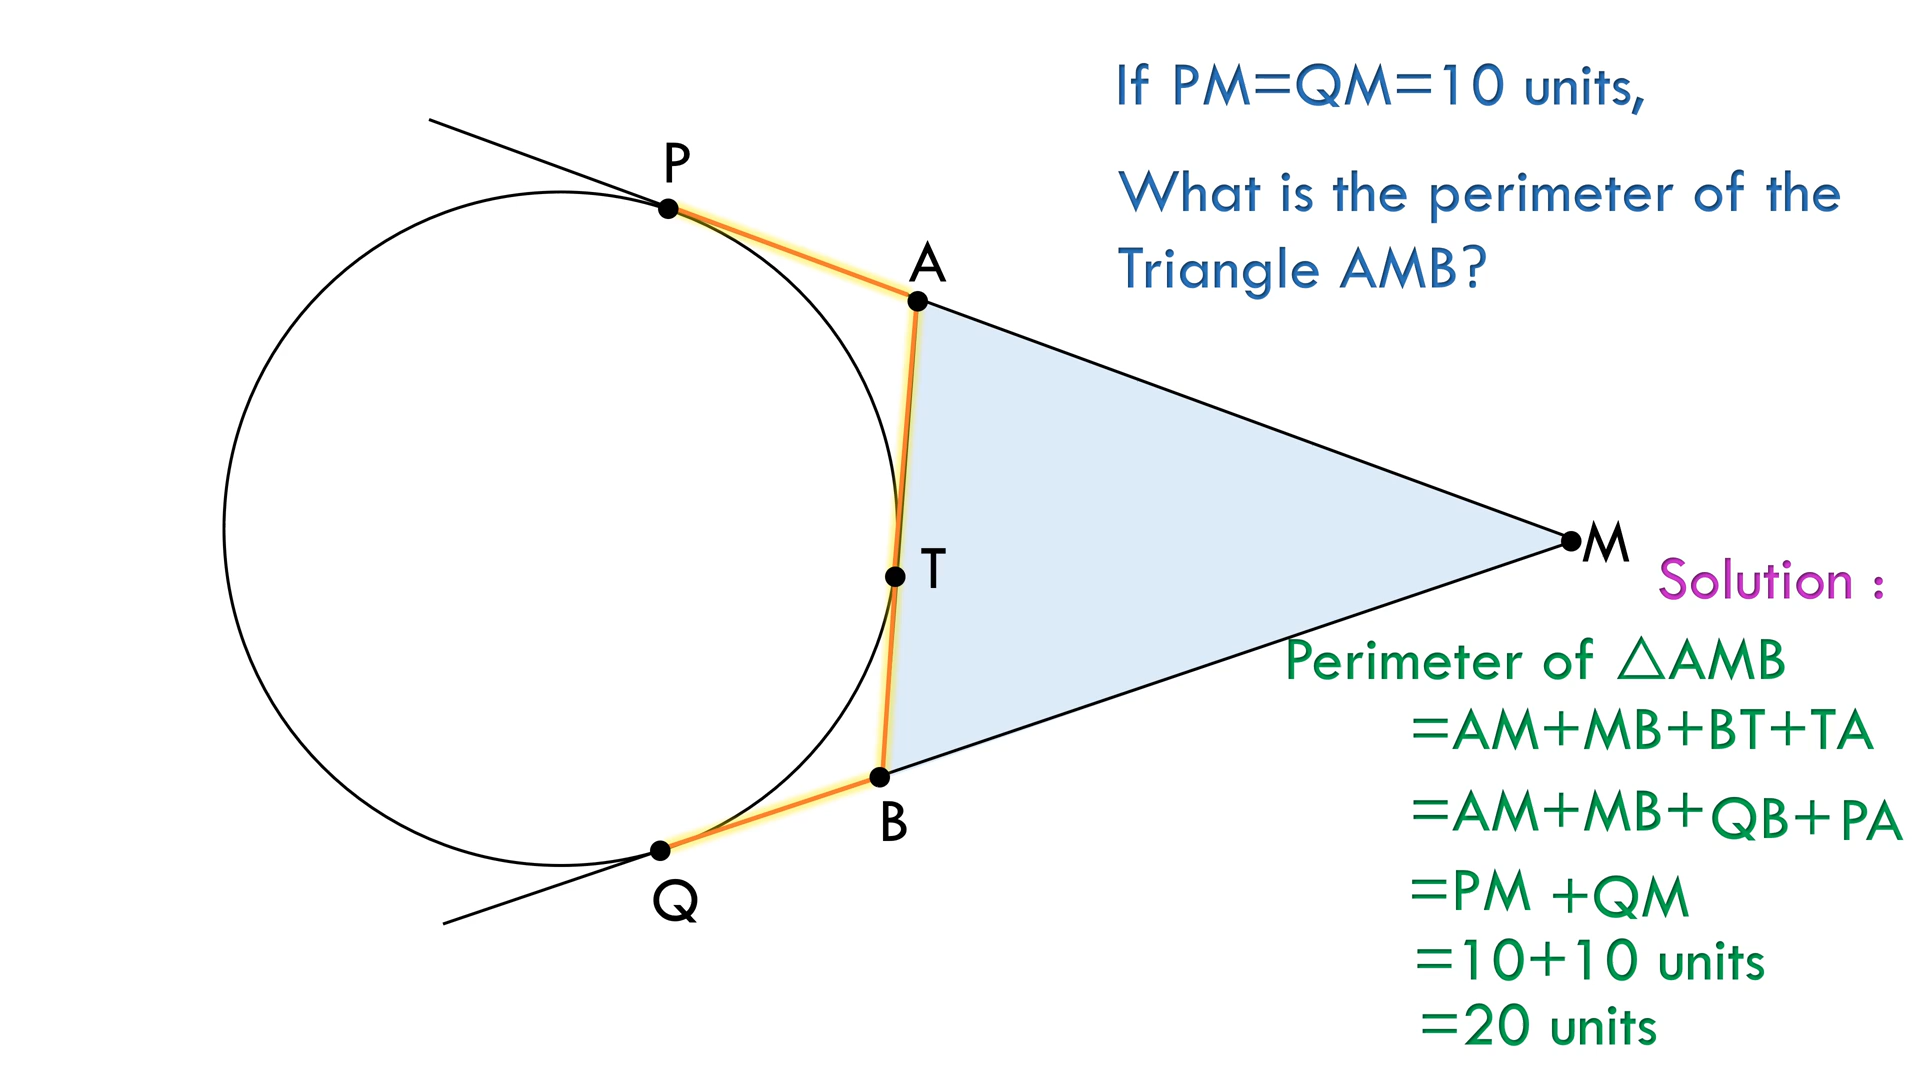 If PM=QM=10 units,
What is the perimeter of the
Triangle AMB?
P
A
T
M
B
Q
Solution :
Perimeter of △AMB
=AM+MB+BT+TA
=AM+MB+QB+PA
=PM +QM
=10+10 units
=20 units